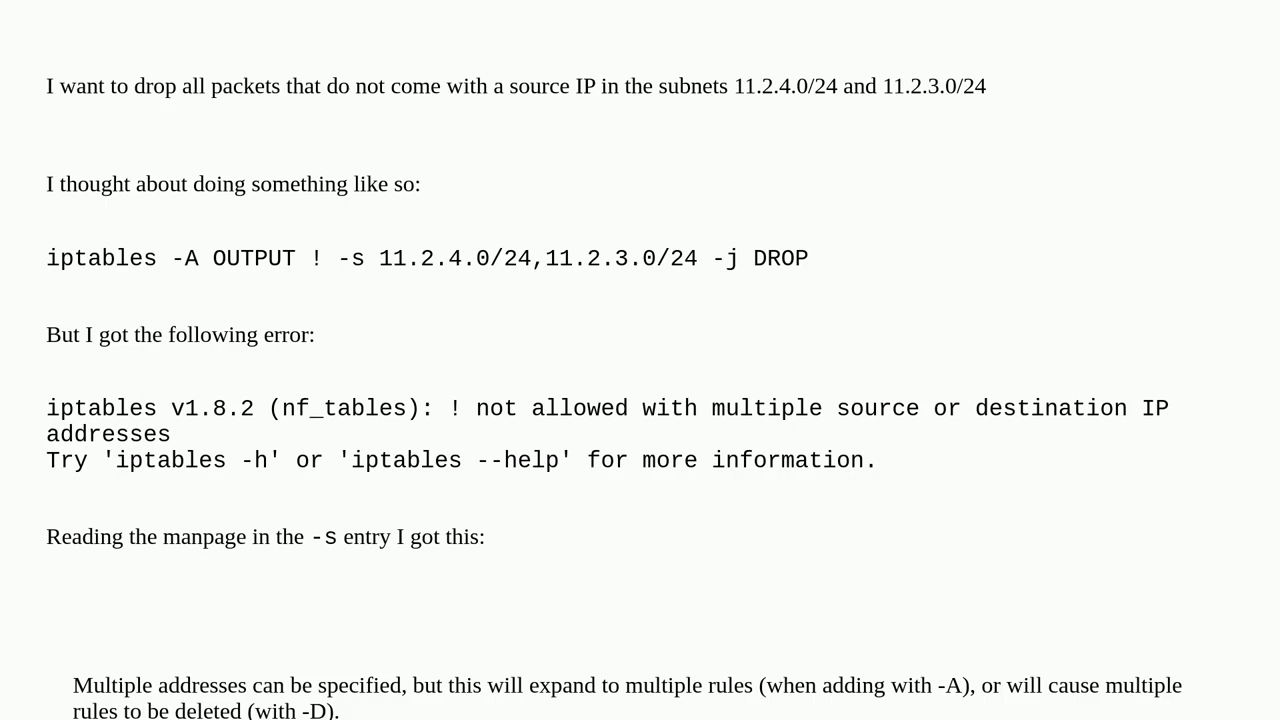 I want to drop all packets that do not come with a source IP in the subnets 11.2.4.0/24 and 11.2.3.0/24
I thought about doing something like so:
iptables -A OUTPUT ! -s 11.2.4.0/24,11.2.3.0/24 -j DROP
But I got the following error:
iptables v1.8.2 (nf_tables): ! not allowed with multiple source or destination IP
addresses
Try 'iptables -h' or 'iptables --help' for more information.
Reading the manpage in the -s entry I got this:
Multiple addresses can be specified, but this will expand to multiple rules (when adding with -A), or will cause multiple
rules to be deleted (with -D).